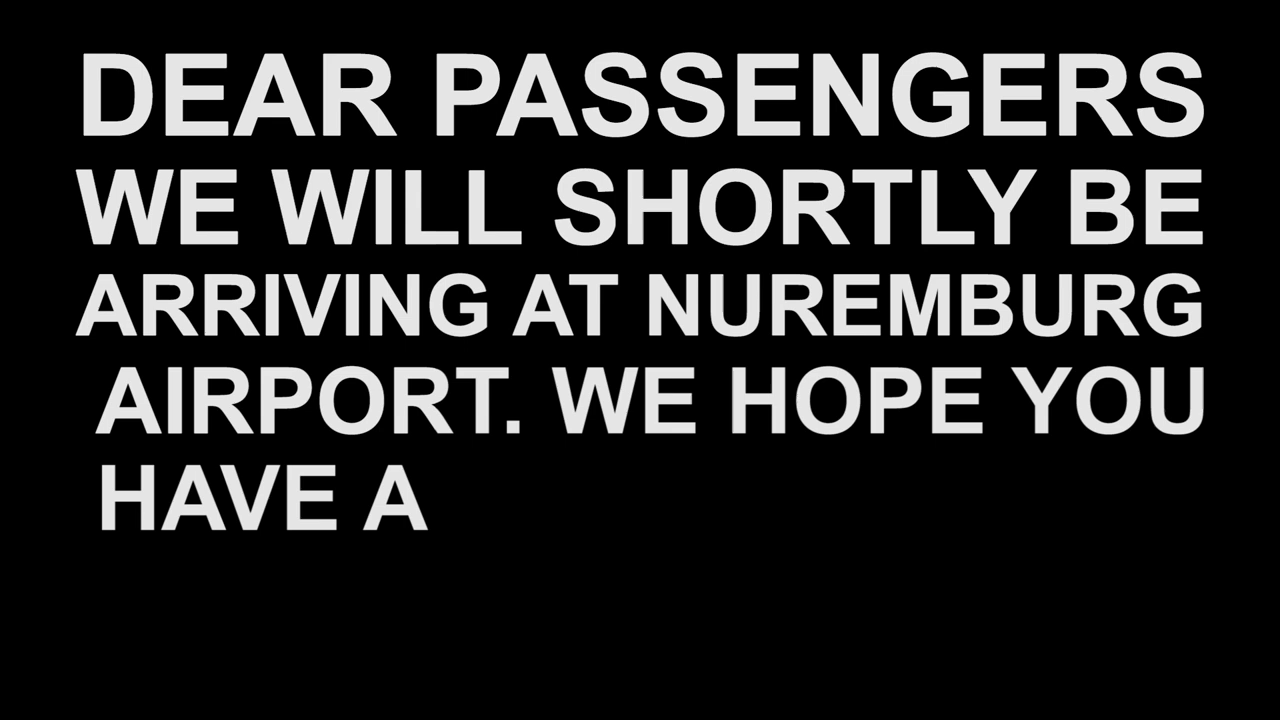 DEAR PASSENGERS
WE WILL SHORTLY BE
ARRIVING AT NUREMBURG
AIRPORT. WE HOPE YOU
HAVE A